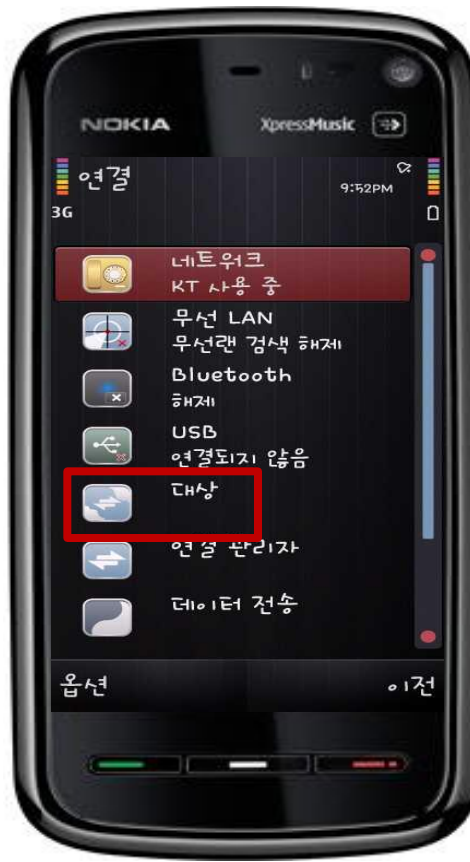 NOKIA
XpressMusic
연결
9:52PM
3G
네트워크
KT 사용 중
무선 LAN
무선랜 검색 해제
Bluetooth
해제
USB
연결되지 않음
대상
연결 관리자
데이터 전송
옵션
이전